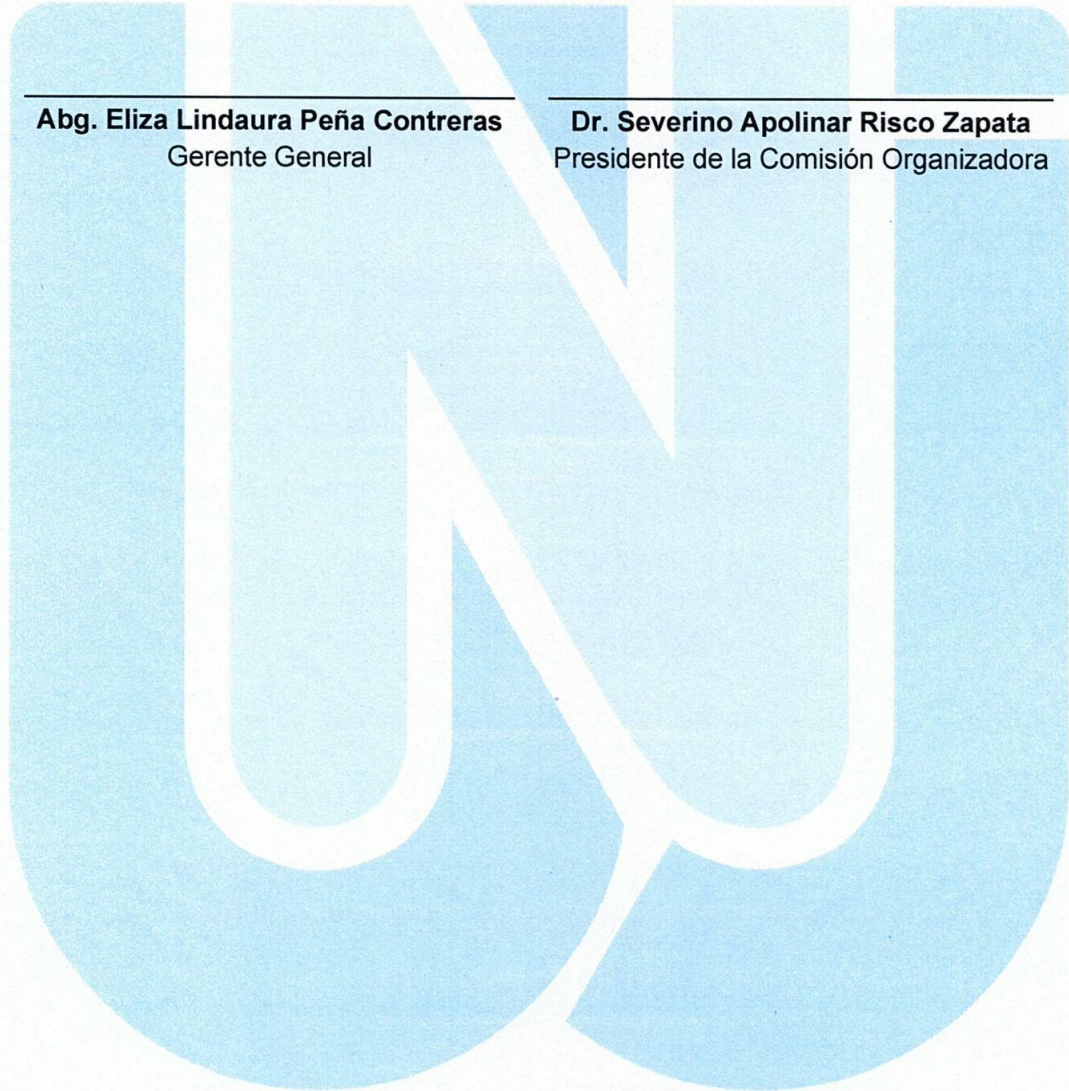 Abg. Eliza Lindaura Peña Contreras
Gerente General
Dr. Severino Apolinar Risco Zapata
Presidente de la Comisión Organizadora